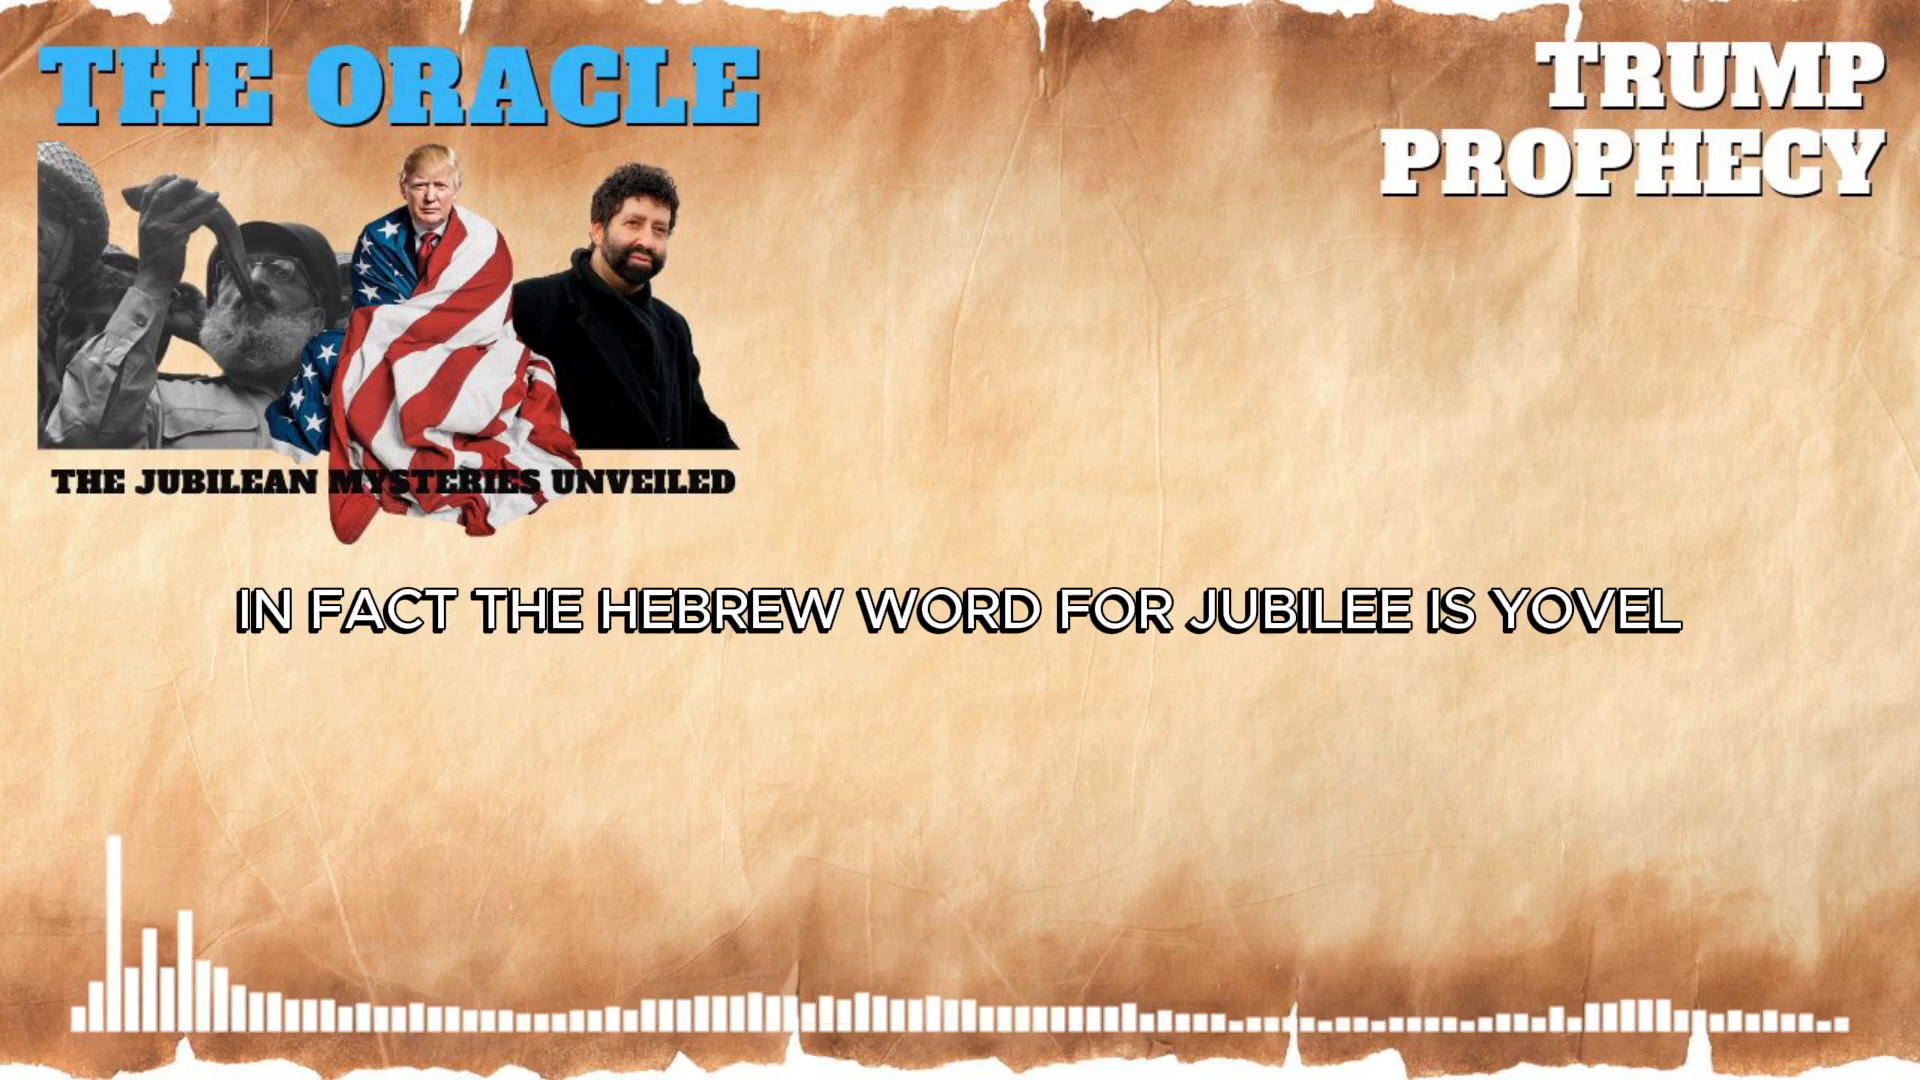 THE ORACLE
TRUMP
PROPHECY
THE JUBILEAN MYSTERIES UNVEILED
IN FACT THE HEBREW WORD FOR JUBILEE IS YOVEL